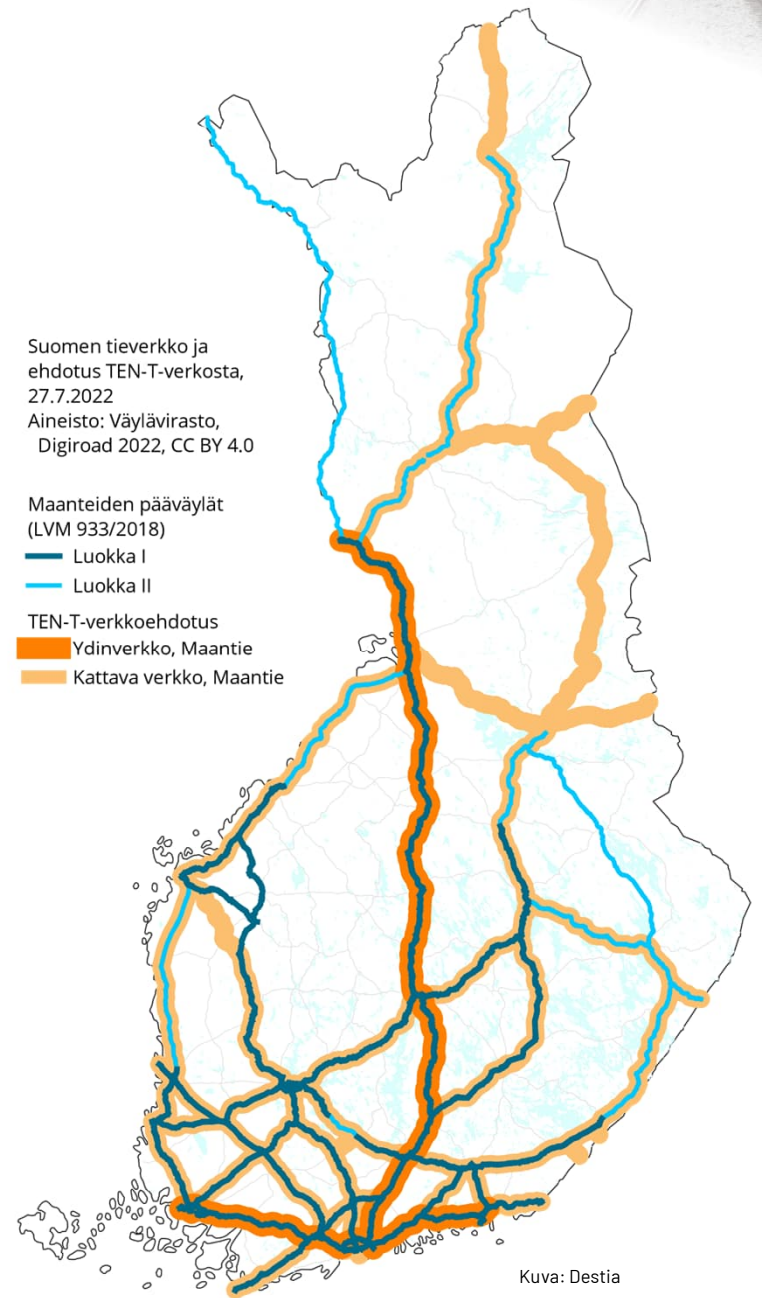 Suomen tieverkko ja
ehdotus TEN-T-verkosta,
27.7.2022
Aineisto: Väylävirasto,
Digiroad 2022, CC BY 4.0
Maanteiden pääväylät
(LVM 933/2018)
Luokka I
Luokka II
TEN-T-verkkoehdotus
Ydinverkko, Maantie
Kattava verkko, Maantie
Kuva: Destia